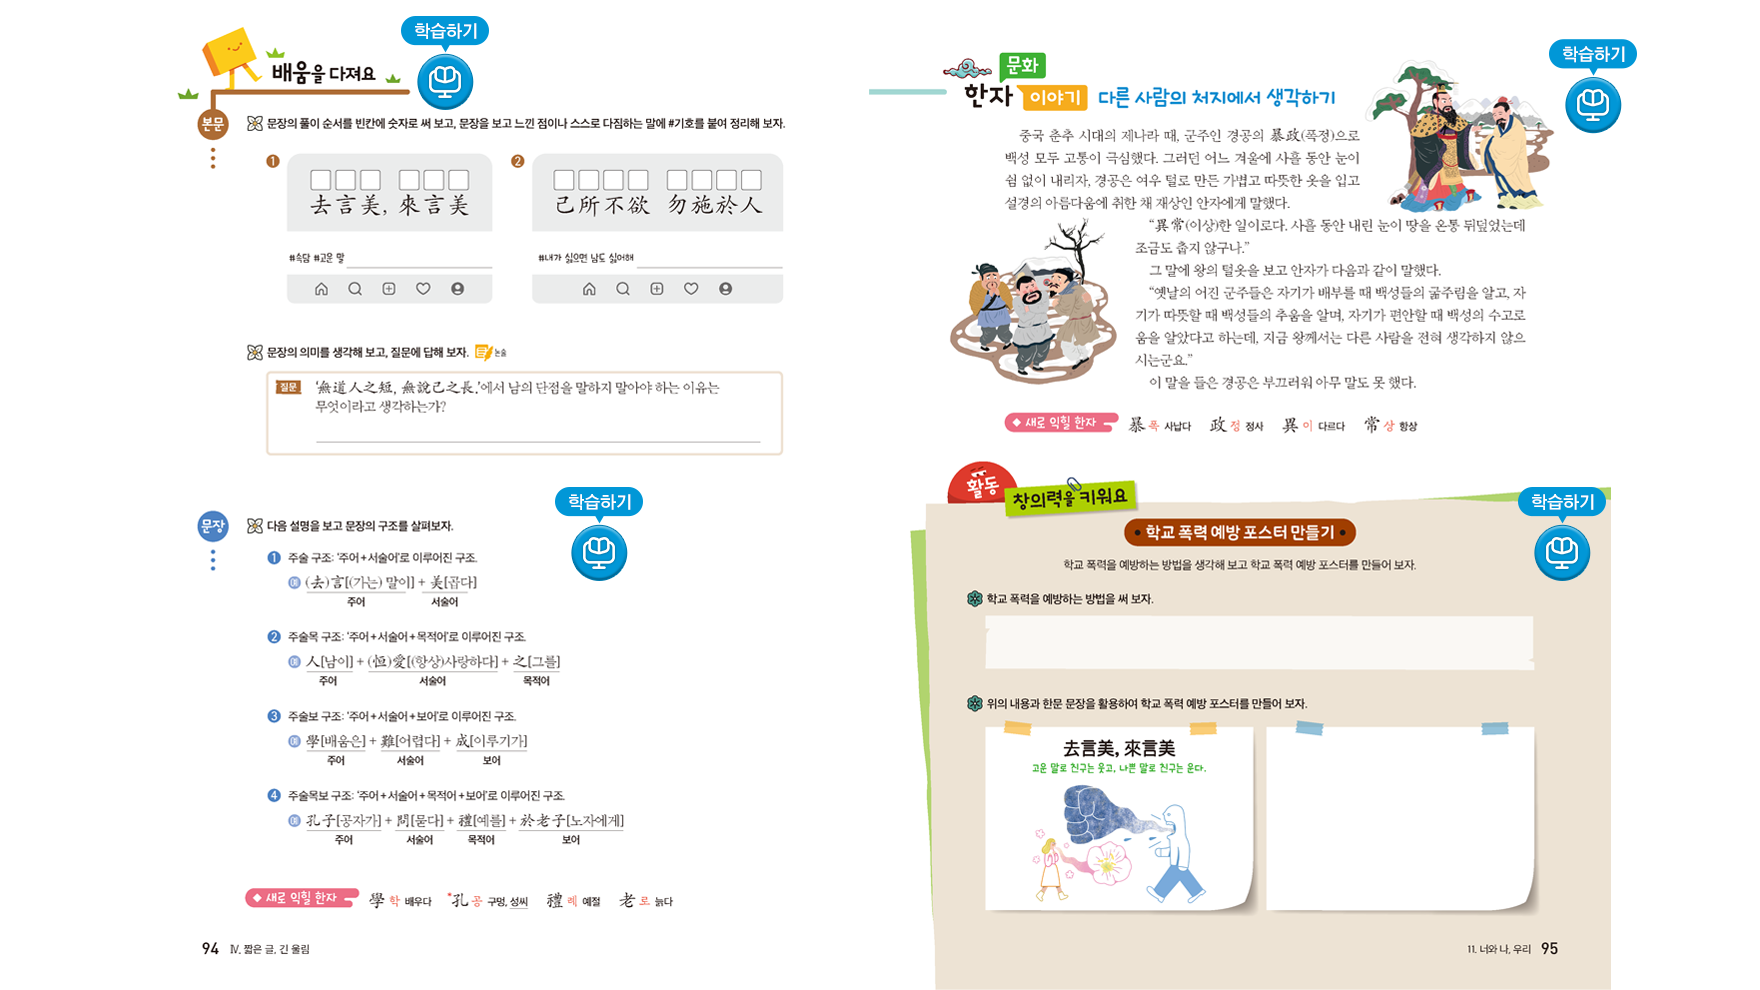 학습하기
배움을 다져요
본문
문장의 풀이 순서를 빈칸에 숫자로 써 보고, 문장을 보고 느낀 점이나 스스로 다짐하는 말에 #기호를 붙여 정리해 보자.
1
去言美, 來言美
#속담 #고운 말
2
己所不欲 勿施於人
#내가 싫으면 남도 싫어해
문장의 의미를 생각해 보고, 질문에 답해 보자. 논술
질문 '無道人之短, 無說己之長.'에서 남의 단점을 말하지 말아야 하는 이유는
무엇이라고 생각하는가?
학습하기
문장
다음 설명을 보고 문장의 구조를 살펴보자.
1 주술 구조: '주어+서술어'로 이루어진 구조.
예 (去)言[(가는) 말이] + 美[곱다]
주어 서술어
2 주술목 구조: '주어+서술어+목적어'로 이루어진 구조.
예 人[남이] + (恒)愛[(항상)사랑하다] + 之[그를]
주어 서술어 목적어
3 주술보 구조: '주어+서술어+보어'로 이루어진 구조.
예 學[배움은] + 難[어렵다] + 成[이루기가]
주어 서술어 보어
4 주술목보 구조: '주어+서술어+목적어+보어'로 이루어진 구조.
예 孔子[공자가] + 問[묻다] + 禮[예를] + 於老子[노자에게]
주어 서술어 목적어 보어
◆ 새로 익힐 한자 學 학 배우다 *孔 공 구멍, 성씨 禮 례 예절 老 로 늙다
94 Ⅳ. 짧은 글, 긴 울림
학습하기
문화
한자 이야기 다른 사람의 처지에서 생각하기
중국 춘추 시대의 제나라 때, 군주인 경공의 暴政(폭정)으로
백성 모두 고통이 극심했다. 그러던 어느 겨울에 사흘 동안 눈이
쉼 없이 내리자, 경공은 여우 털로 만든 가볍고 따뜻한 옷을 입고
설경의 아름다움에 취한 채 재상인 안자에게 말했다.
"異常(이상)한 일이로다. 사흘 동안 내린 눈이 땅을 온통 뒤덮었는데
조금도 춥지 않구나."
그 말에 왕의 털옷을 보고 안자가 다음과 같이 말했다.
"옛날의 어진 군주들은 자기가 배부를 때 백성들의 굶주림을 알고, 자
기가 따뜻할 때 백성들의 추움을 알며, 자기가 편안할 때 백성의 수고로
움을 알았다고 하는데, 지금 왕께서는 다른 사람을 전혀 생각하지 않으
시는군요."
이 말을 들은 경공은 부끄러워 아무 말도 못 했다.
◆ 새로 익힐 한자 暴 폭 사납다 政 정 정사 異 이 다르다 常 상 항상
활동
창의력을 키워요
학습하기
• 학교 폭력 예방 포스터 만들기 •
학교 폭력을 예방하는 방법을 생각해 보고 학교 폭력 예방 포스터를 만들어 보자.
학교 폭력을 예방하는 방법을 써 보자.
위의 내용과 한문 문장을 활용하여 학교 폭력 예방 포스터를 만들어 보자.
去言美, 來言美
고운 말로 친구는 웃고, 나쁜 말로 친구는 운다.
11. 너와 나, 우리 95